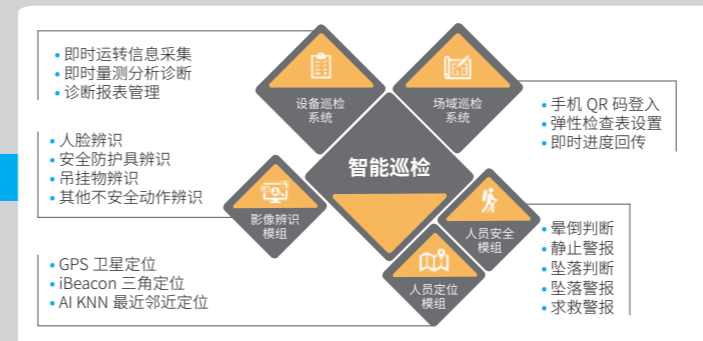 • 即时运转信息采集
• 即时量测分析诊断
• 诊断报表管理
设备巡检
系统
场域巡检
系统
• 手机 QR 码登入
• 弹性检查表设置
• 即时进度回传
• 人脸辨识
• 安全防护具辨识
• 吊挂物辨识
• 其他不安全动作辨识
智能巡检
影像辨识
模组
人员安全
模组
• 晕倒判断
• 静止警报
• 坠落判断
• 坠落警报
• 求救警报
• GPS 卫星定位
• iBeacon 三角定位
• AI KNN 最近邻近定位
人员定位
模组